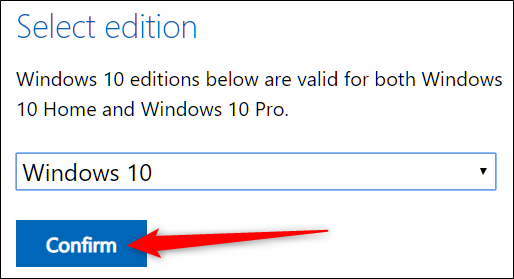 Select edition
Windows 10 editions below are valid for both Windows
10 Home and Windows 10 Pro.
Windows 10
Confirm